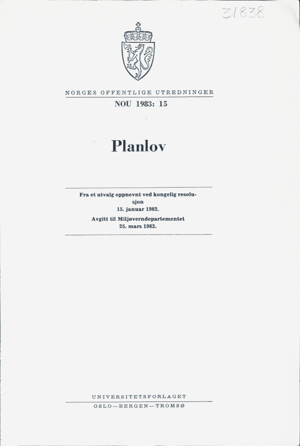 31838
NORGES OFFENTLIGE UTREDNINGER
NOU 1983: 15
Planlov
Fra et utvalg oppnevnt ved kongelig resolu-
sjon
15. januar 1982.
Avgitt til Miljøverndepartementet
25. mars 1983.
UNIVERSITETSFORLAGET
OSLO—BERGEN—TROMSØ